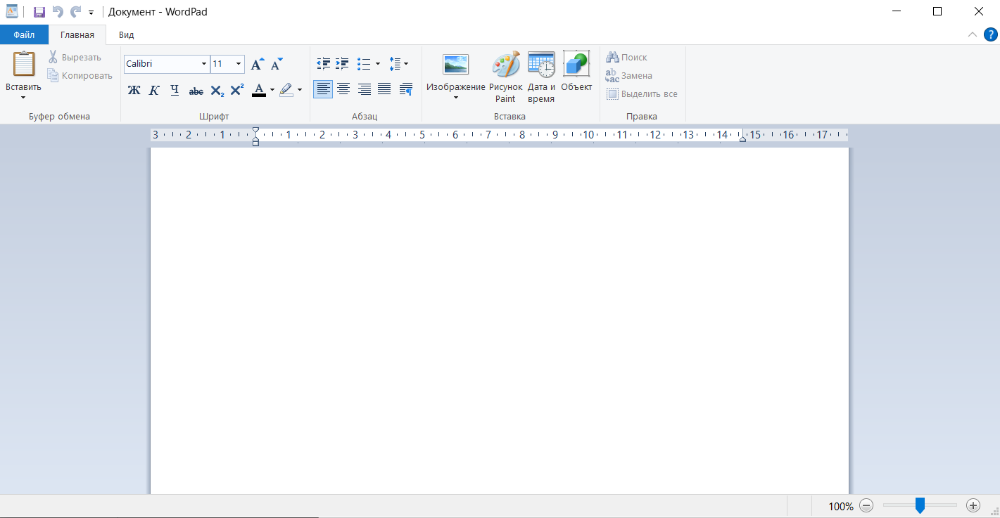 Документ - WordPad
Файл Главная Вид ?
Вставить
Вырезать
Копировать
Буфер обмена
Calibri 11 А А
Ж К Ч abc X₂ X² А
Шрифт
Абзац
Изображение
Рисунок
Paint
Дата и
время
Объект
Вставка
Поиск
ab ac Замена
Выделить все
Правка
3 2 1 1 2 3 4 5 6 7 8 9 10 11 12 13 14 15 16 17
100%